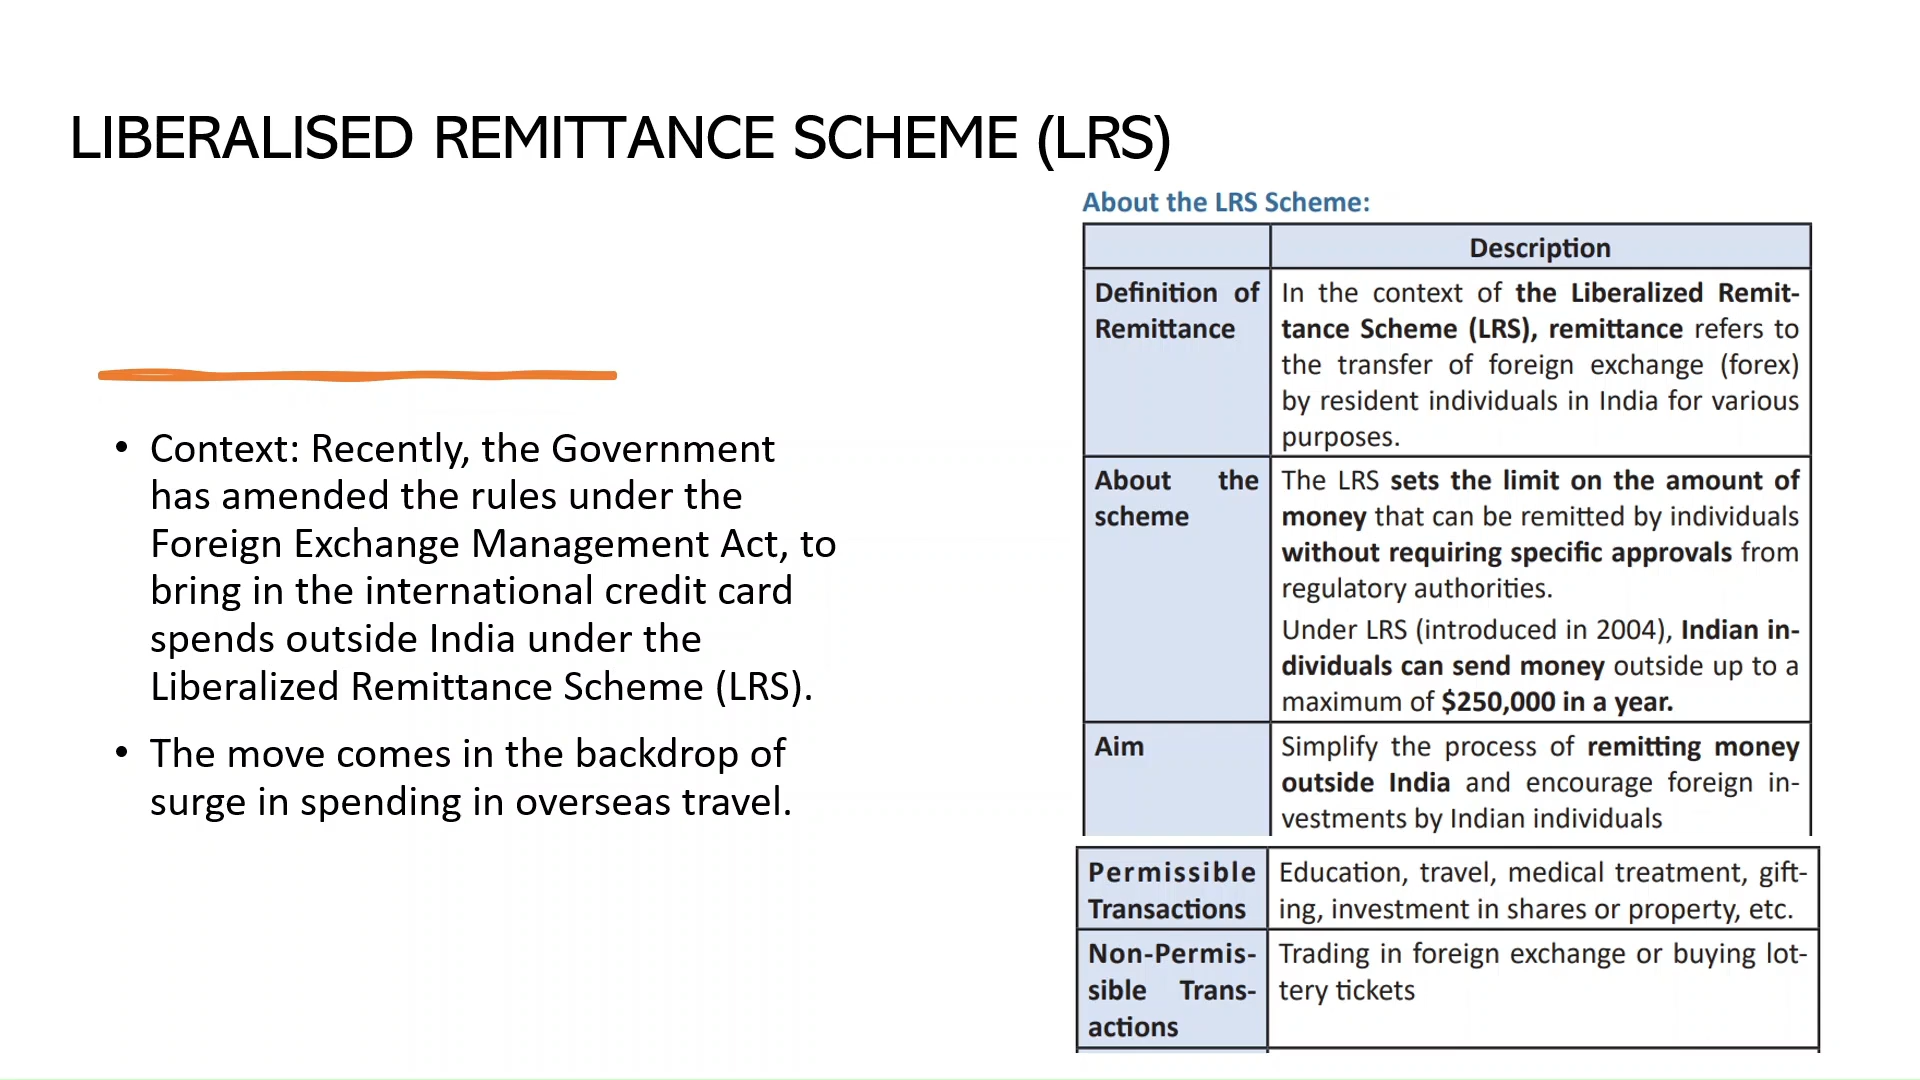 LIBERALISED REMITTANCE SCHEME (LRS)
• Context: Recently, the Government
has amended the rules under the
Foreign Exchange Management Act, to
bring in the international credit card
spends outside India under the
Liberalized Remittance Scheme (LRS).
• The move comes in the backdrop of
surge in spending in overseas travel.
About the LRS Scheme:
Description
Definition of
Remittance
In the context of the Liberalized Remit-
tance Scheme (LRS), remittance refers to
the transfer of foreign exchange (forex)
by resident individuals in India for various
purposes.
About the
scheme
The LRS sets the limit on the amount of
money that can be remitted by individuals
without requiring specific approvals from
regulatory authorities.
Under LRS (introduced in 2004), Indian in-
dividuals can send money outside up to a
maximum of $250,000 in a year.
Aim
Simplify the process of remitting money
outside India and encourage foreign in-
vestments by Indian individuals
Permissible
Transactions
Education, travel, medical treatment, gift-
ing, investment in shares or property, etc.
Non-Permis-
sible Trans-
actions
Trading in foreign exchange or buying lot-
tery tickets